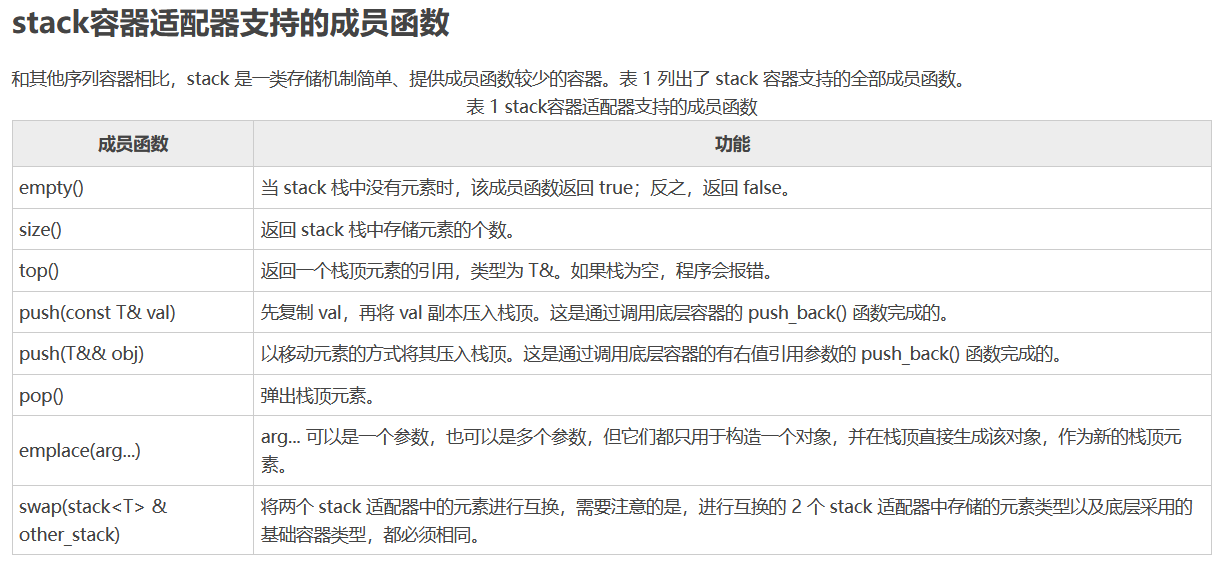 stack容器适配器支持的成员函数
和其他序列容器相比，stack 是一类存储机制简单、提供成员函数较少的容器。表 1 列出了 stack 容器支持的全部成员函数。
表 1 stack容器适配器支持的成员函数
成员函数 功能
empty() 当 stack 栈中没有元素时，该成员函数返回 true；反之，返回 false。
size() 返回 stack 栈中存储元素的个数。
top() 返回一个栈顶元素的引用，类型为 T&。如果栈为空，程序会报错。
push(const T& val) 先复制 val，再将 val 副本压入栈顶。这是通过调用底层容器的 push_back() 函数完成的。
push(T&& obj) 以移动元素的方式将其压入栈顶。这是通过调用底层容器的有右值引用参数的 push_back() 函数完成的。
pop() 弹出栈顶元素。
emplace(arg...) arg... 可以是一个参数，也可以是多个参数，但它们都只用于构造一个对象，并在栈顶直接生成该对象，作为新的栈顶元
素。
swap(stack<T> & 将两个 stack 适配器中的元素进行互换，需要注意的是，进行互换的 2 个 stack 适配器中存储的元素类型以及底层采用的
other_stack) 基础容器类型，都必须相同。